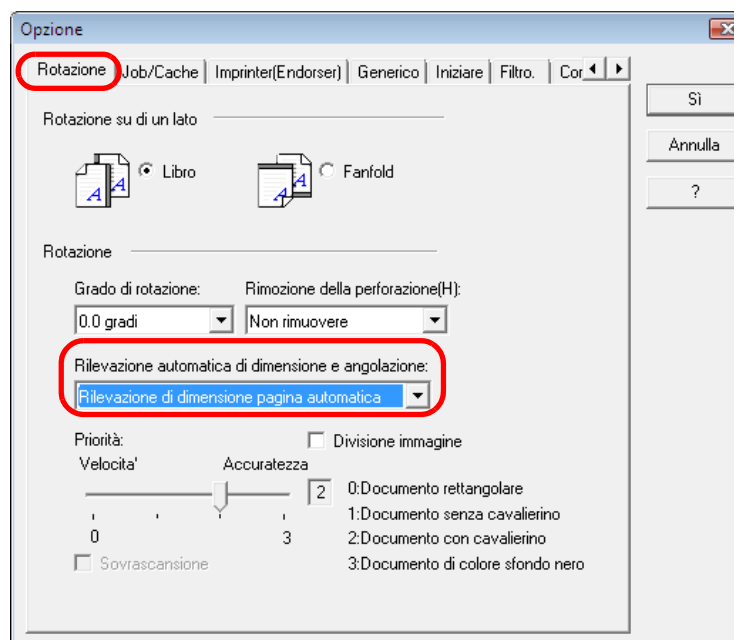 Opzione
Rotazione Job/Cache Imprinter(Endorser) Generico Iniziare Filtro.
Sì
Annulla
?
Rotazione su di un lato
A A Libro A A Fanfold
Rotazione
Grado di rotazione: Rimozione della perforazione(H):
0.0 gradi Non rimuovere
Rilevazione automatica di dimensione e angolazione:
Rilevazione di dimensione pagina automatica
Priorità: Divisione immagine
Velocita' Accuratezza
2 0:Documento rettangolare
1:Documento senza cavalierino
0 3 2:Documento con cavalierino
Sovrascansione 3:Documento di colore sfondo nero